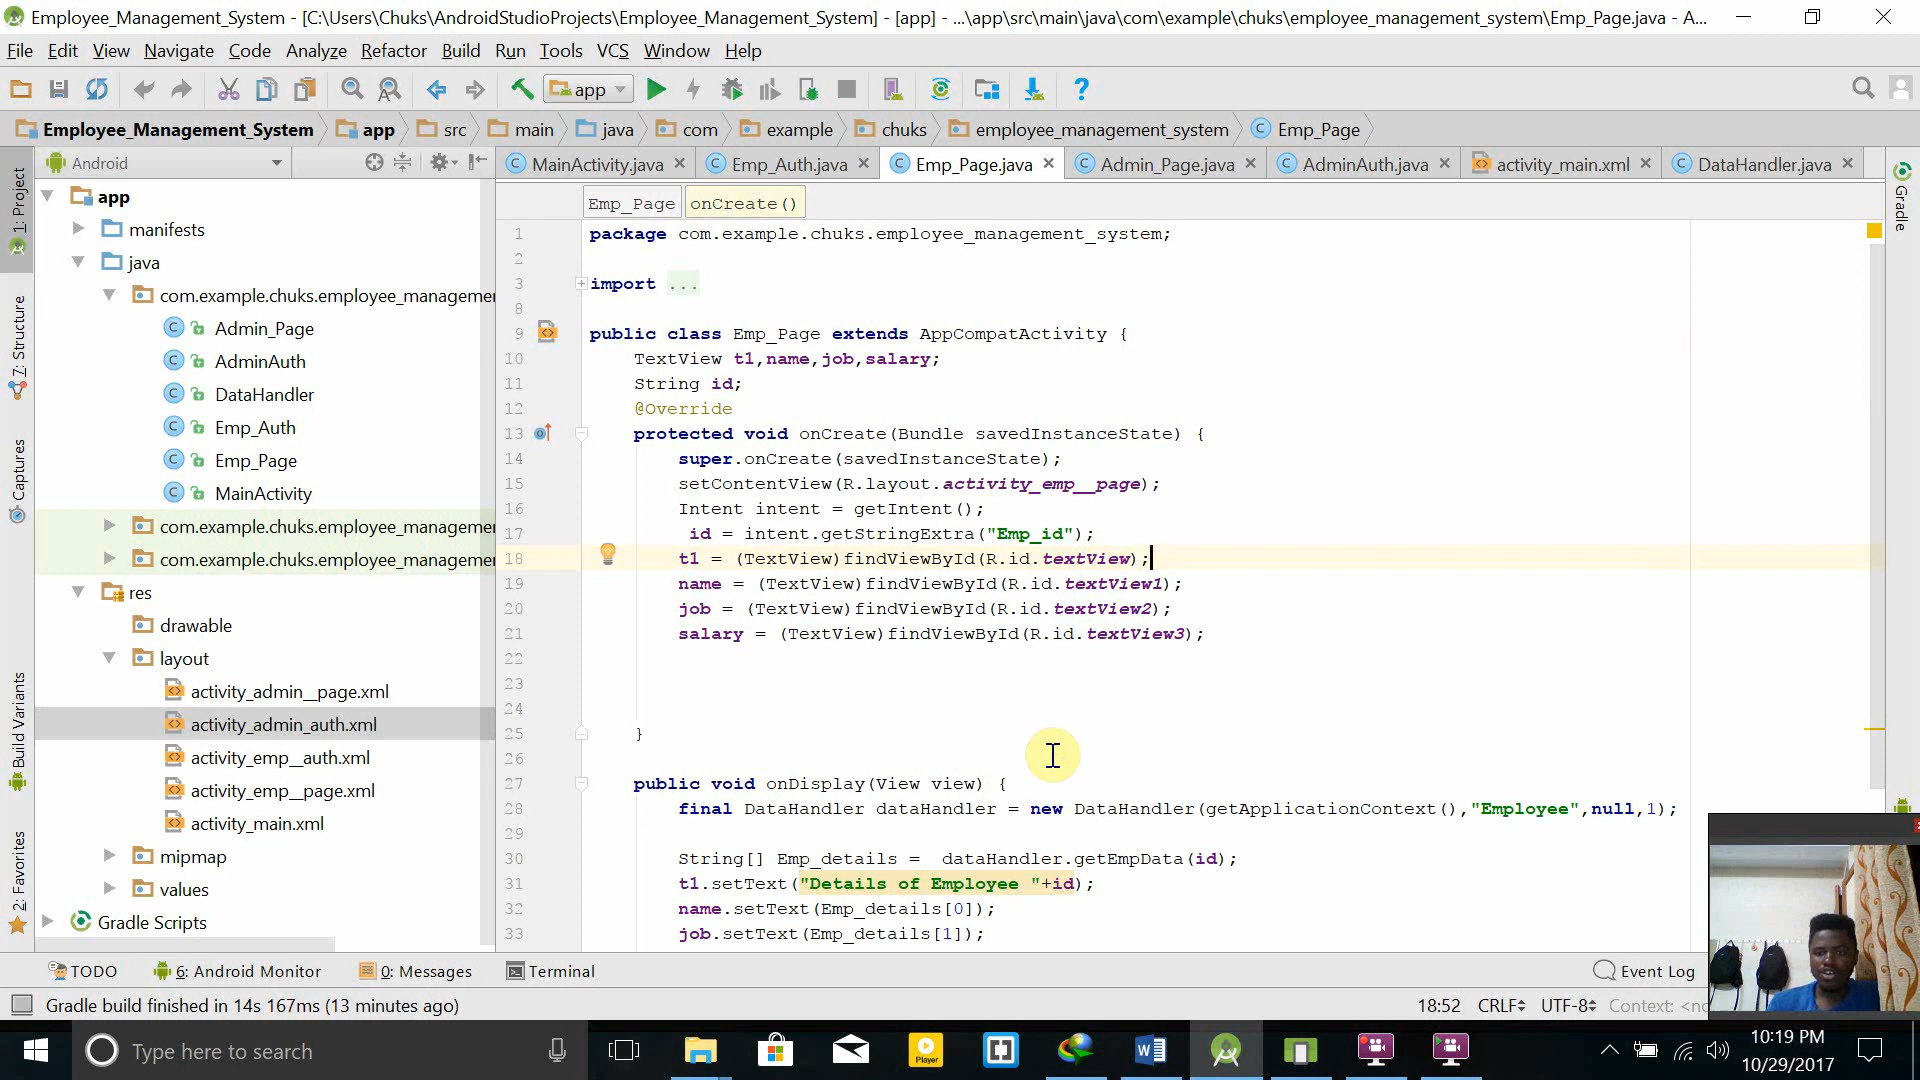 Employee_Management_System - [C:\Users\Chuks\AndroidStudioProjects\Employee_Management_System] - [app] - ...\app\src\main\java\com\example\chuks\employee_management_system\Emp_Page.java - A...
File Edit View Navigate Code Analyze Refactor Build Run Tools VCS Window Help
app
Employee_Management_System app src main java com example chuks employee_management_system Emp_Page
Android
MainActivity.java Emp_Auth.java Emp_Page.java Admin_Page.java AdminAuth.java activity_main.xml DataHandler.java
1: Project
7: Structure
Captures
Build Variants
2: Favorites
Gradle
app
manifests
java
com.example.chuks.employee_managemer
Admin_Page
AdminAuth
DataHandler
Emp_Auth
Emp_Page
MainActivity
com.example.chuks.employee_managemer
com.example.chuks.employee_managemer
res
drawable
layout
activity_admin__page.xml
activity_admin_auth.xml
activity_emp__auth.xml
activity_emp__page.xml
activity_main.xml
mipmap
values
Gradle Scripts
Emp_Page onCreate()
1 package com.example.chuks.employee_management_system;
2
3 import ...
8
9 public class Emp_Page extends AppCompatActivity {
10 TextView t1,name,job,salary;
11 String id;
12 @Override
13 protected void onCreate(Bundle savedInstanceState) {
14 super.onCreate(savedInstanceState);
15 setContentView(R.layout.activity_emp__page);
16 Intent intent = getIntent();
17 id = intent.getStringExtra("Emp_id");
18 t1 = (TextView)findViewById(R.id.textView);
19 name = (TextView)findViewById(R.id.textView1);
20 job = (TextView)findViewById(R.id.textView2);
21 salary = (TextView)findViewById(R.id.textView3);
22
23
24
25 }
26
27 public void onDisplay(View view) {
28 final DataHandler dataHandler = new DataHandler(getApplicationContext(),"Employee",null,1);
29
30 String[] Emp_details = dataHandler.getEmpData(id);
31 t1.setText("Details of Employee "+id);
32 name.setText(Emp_details[0]);
33 job.setText(Emp_details[1]);
TODO 6: Android Monitor 0: Messages Terminal Event Log
Gradle build finished in 14s 167ms (13 minutes ago) 18:52 CRLF UTF-8 Context: <no
Type here to search
Player
10:19 PM
10/29/2017